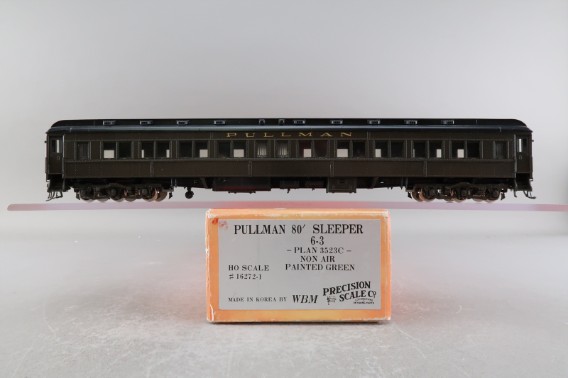 PULLMAN
PULLMAN 80' SLEEPER
6-3
~ PLAN 3523C ~
NON AIR
HO SCALE PAINTED GREEN
# 16272-1
MADE IN KOREA BY WBM
PRECISION
SCALE CO.